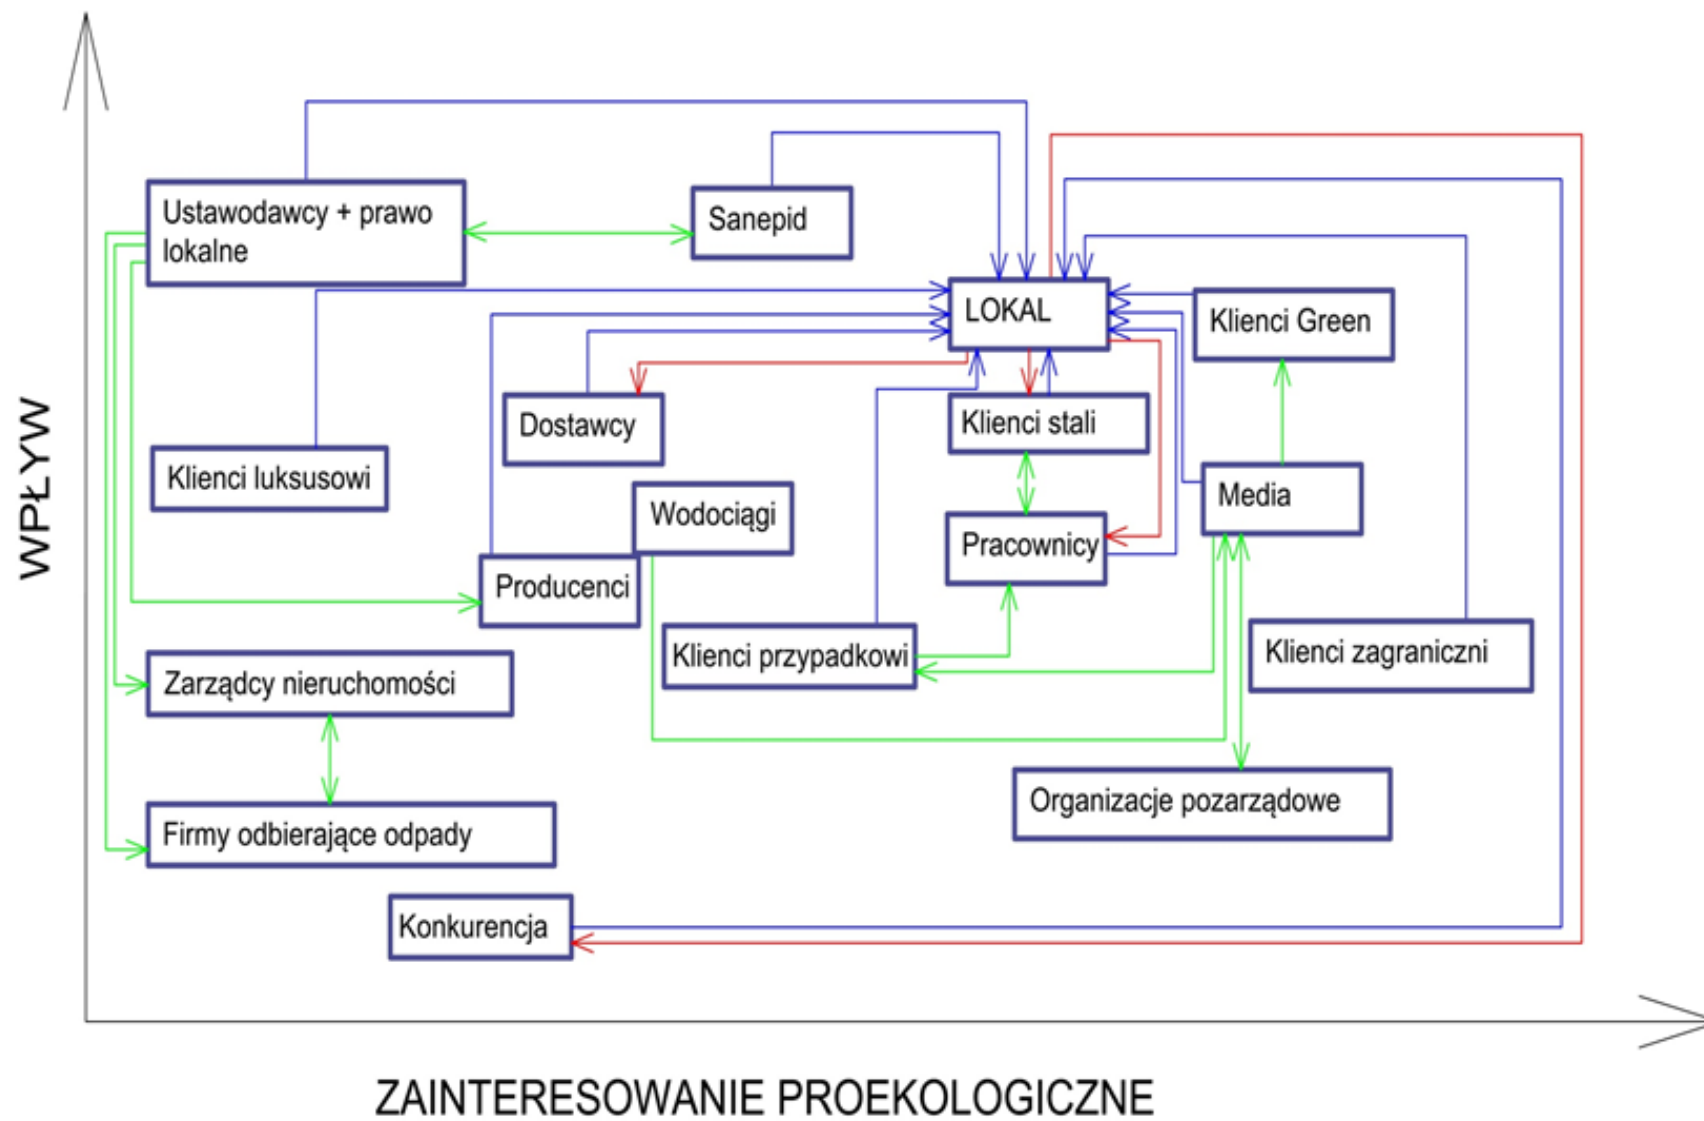 WPŁYW
Ustawodawcy + prawo
lokalne
Sanepid
LOKAL
Klienci Green
Dostawcy
Klienci stali
Klienci luksusowi
Wodociągi
Media
Pracownicy
Producenci
Klienci przypadkowi
Klienci zagraniczni
Zarządcy nieruchomości
Organizacje pozarządowe
Firmy odbierające odpady
Konkurencja
ZAINTERESOWANIE PROEKOLOGICZNE